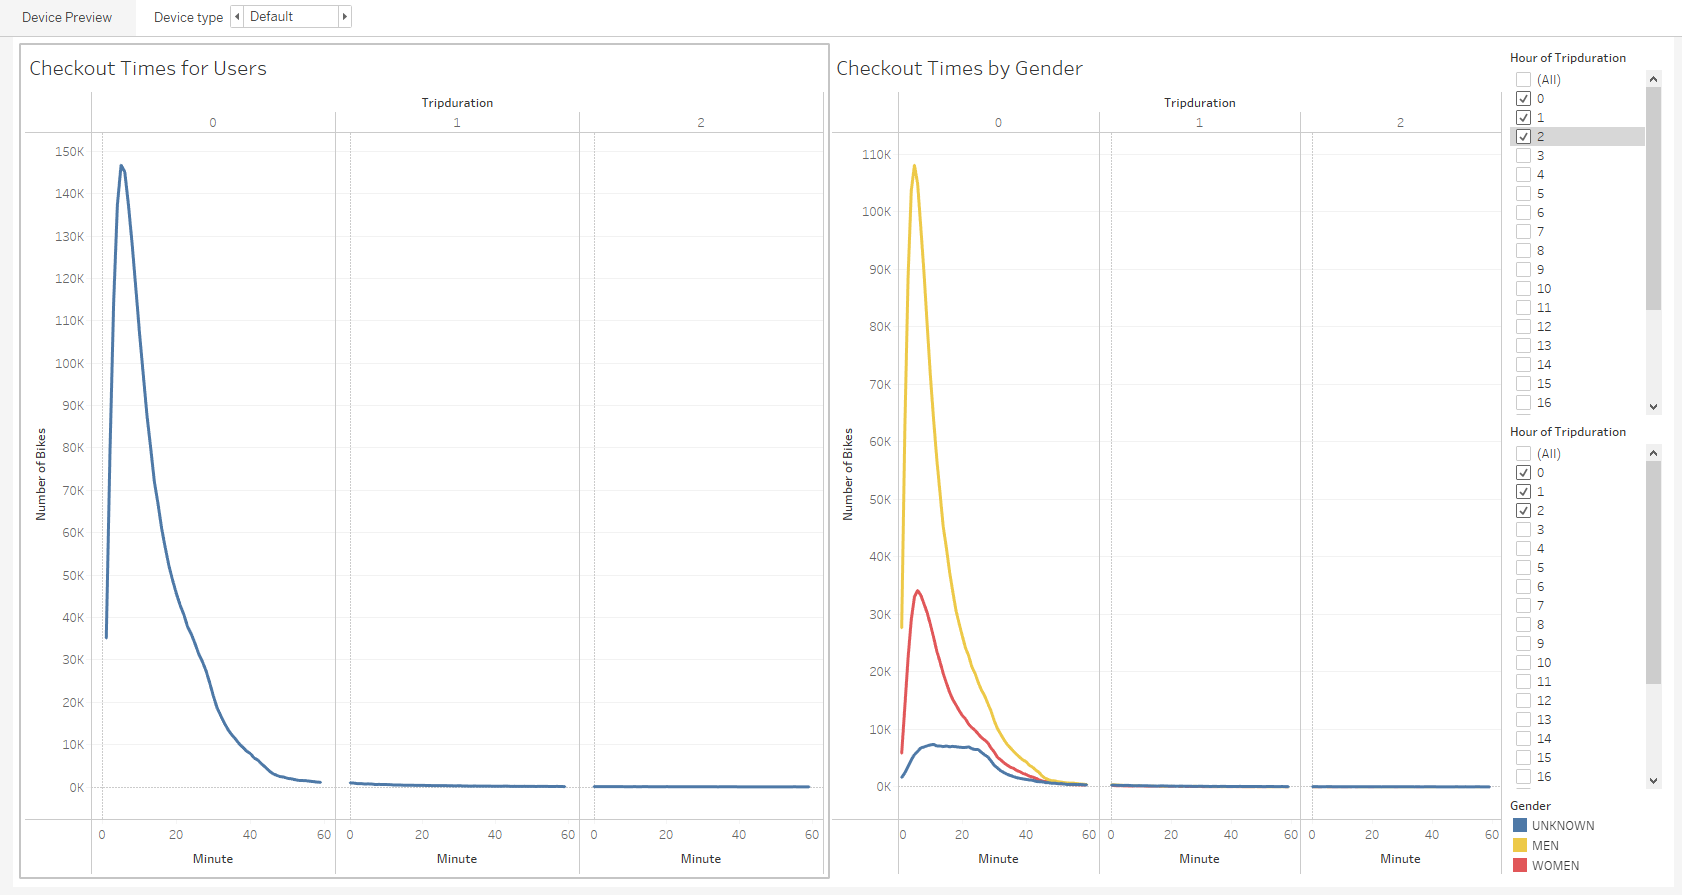 Device Preview
Device type
Default
Checkout Times for Users
Tripduration
0 1 2
150K
140K
130K
120K
110K
100K
90K
80K
70K
60K
50K
40K
30K
20K
10K
0K
Number of Bikes
0 20 40 60 0 20 40 60 0 20 40 60
Minute Minute Minute
Checkout Times by Gender
Tripduration
0 1 2
110K
100K
90K
80K
70K
60K
50K
40K
30K
20K
10K
0K
Number of Bikes
0 20 40 60 0 20 40 60 0 20 40 60
Minute Minute Minute
Hour of Tripduration
(All)
0
1
2
3
4
5
6
7
8
9
10
11
12
13
14
15
16
Hour of Tripduration
(All)
0
1
2
3
4
5
6
7
8
9
10
11
12
13
14
15
16
Gender
UNKNOWN
MEN
WOMEN